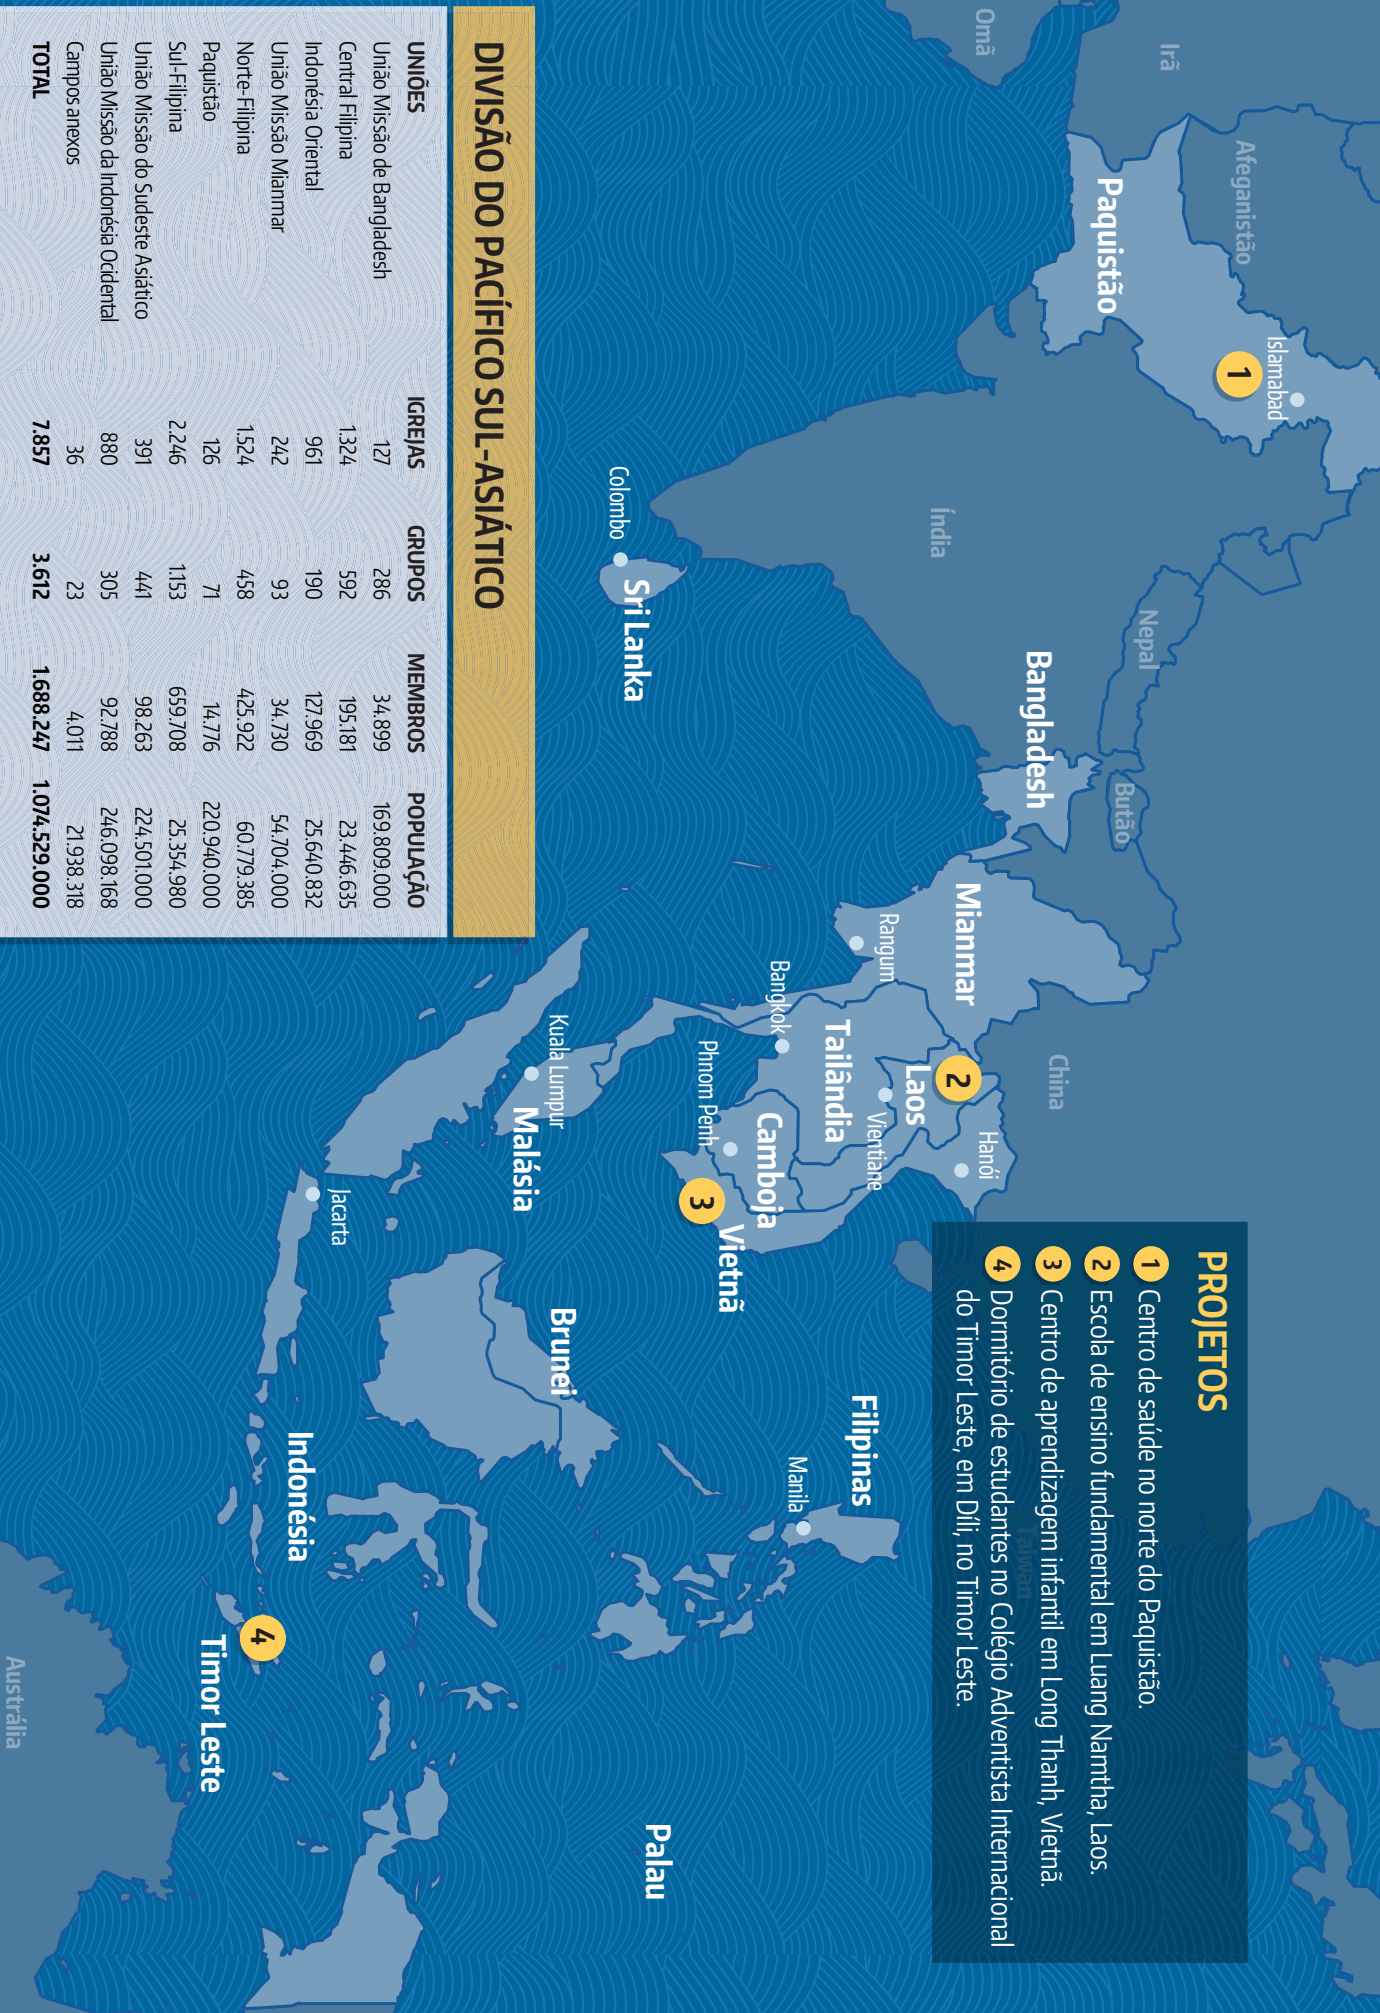 DIVISÃO DO PACÍFICO SUL-ASIÁTICO
UNIÕES IGREJAS GRUPOS MEMBROS POPULAÇÃO
União Missão de Bangladesh 127 286 34.899 169.809.000
Central Filipina 1.324 592 195.181 23.446.635
Indonésia Oriental 961 190 127.969 25.640.832
União Missão Mianmar 242 93 34.730 54.704.000
Norte-Filipina 1.524 458 425.922 60.779.385
Paquistão 126 71 14.776 220.940.000
Sul-Filipina 2.246 1.153 659.708 25.354.980
União Missão do Sudeste Asiático 391 441 98.263 224.501.000
União Missão da Indonésia Ocidental 880 305 92.788 246.098.168
Campos anexos 36 23 4.011 21.938.318
TOTAL 7.857 3.612 1.688.247 1.074.529.000
PROJETOS
1 Centro de saúde no norte do Paquistão.
2 Escola de ensino fundamental em Luang Namtha, Laos.
3 Centro de aprendizagem infantil em Long Thanh, Vietnã.
4 Dormitório de estudantes no Colégio Adventista Internacional
do Timor Leste, em Díli, no Timor Leste.
Irã
Omã
Afeganistão
Paquistão
Islamabad
1
Índia
Nepal
Butão
Bangladesh
Colombo
Sri Lanka
China
Mianmar
Rangum
Bangkok
Tailândia
Laos
2
Vientiane
Hanói
Phnom Penh
Camboja
3
Vietnã
Kuala Lumpur
Malásia
Jacarta
Brunei
Taiwan
Filipinas
Manila
Indonésia
4
Timor Leste
Palau
Austrália